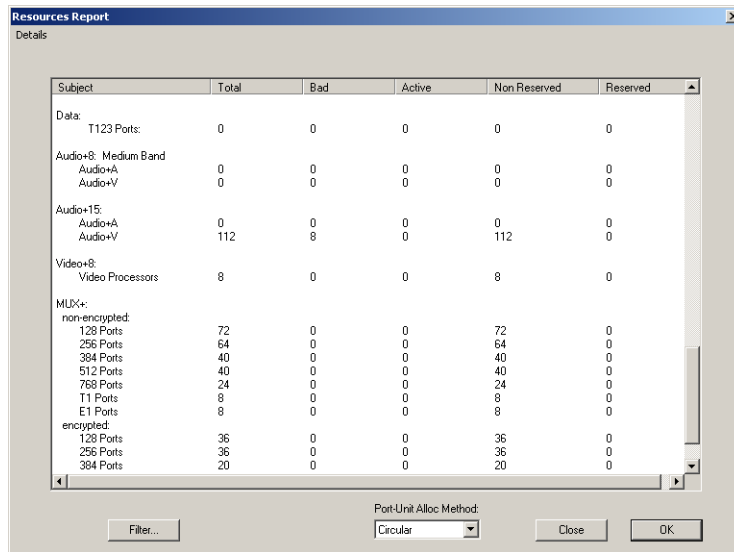 Resources Report
Details
Subject Total Bad Active Non Reserved Reserved
Data:
T123 Ports: 0 0 0 0 0
Audio+8: Medium Band
Audio+A 0 0 0 0 0
Audio+V 0 0 0 0 0
Audio+15:
Audio+A 0 0 0 0 0
Audio+V 112 8 0 112 0
Video+8:
Video Processors 8 0 0 8 0
MUX+:
non-encrypted:
128 Ports 72 0 0 72 0
256 Ports 64 0 0 64 0
384 Ports 40 0 0 40 0
512 Ports 40 0 0 40 0
768 Ports 24 0 0 24 0
T1 Ports 8 0 0 8 0
E1 Ports 8 0 0 8 0
encrypted:
128 Ports 36 0 0 36 0
256 Ports 36 0 0 36 0
384 Ports 20 0 0 20 0
Port-Unit Alloc Method:
Filter... Circular Close OK